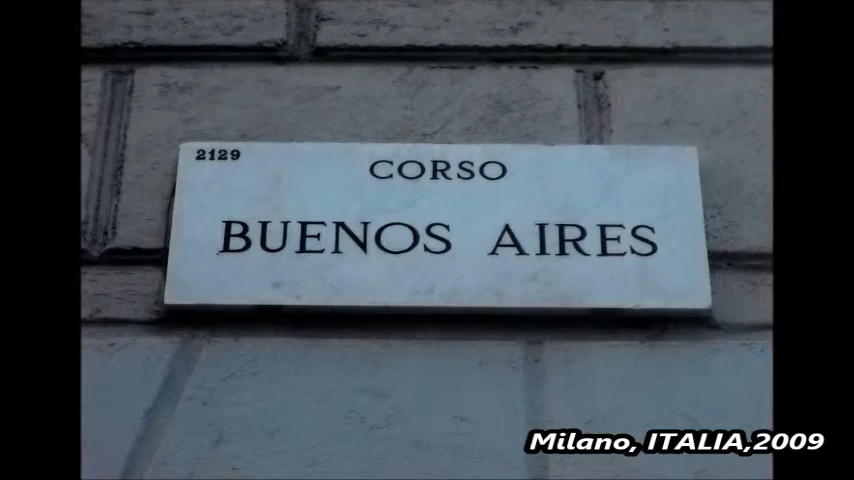 2129
CORSO
BUENOS AIRES
Milano, ITALIA,2009